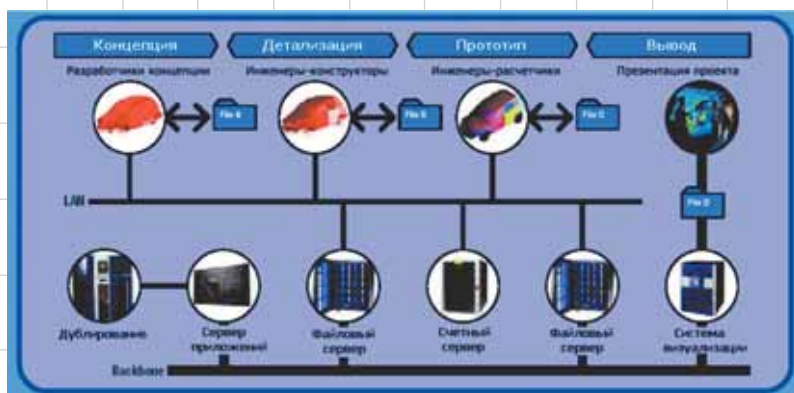 Концепция
Детализация
Прототип
Вывод
Разработчики концепции
Инженеры-конструкторы
Инженеры-расчетчики
Презентация проекта
File
File
File
LAN
File D
Дублирование
Сервер приложений
Файловый сервер
Счетный сервер
Файловый сервер
Система визуализации
Backbone